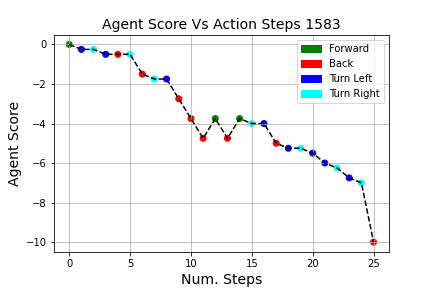 Agent Score Vs Action Steps 1583
Forward
Back
Turn Left
Turn Right
Agent Score
0
−2
−4
−6
−8
−10
0 5 10 15 20 25
Num. Steps